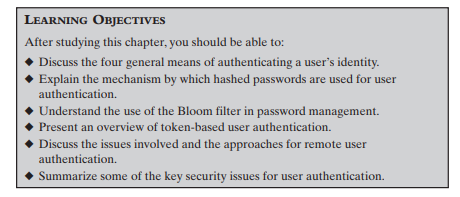 LEARNING OBJECTIVES
After studying this chapter, you should be able to:
◆ Discuss the four general means of authenticating a user's identity.
◆ Explain the mechanism by which hashed passwords are used for user
authentication.
◆ Understand the use of the Bloom filter in password management.
◆ Present an overview of token-based user authentication.
◆ Discuss the issues involved and the approaches for remote user
authentication.
◆ Summarize some of the key security issues for user authentication.